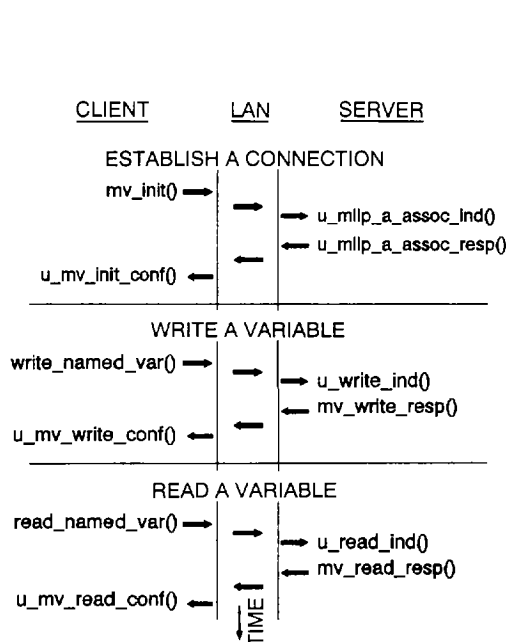 CLIENT LAN SERVER
ESTABLISH A CONNECTION
mv_init()
u_mllp_a_assoc_ind()
u_mllp_a_assoc_resp()
u_mv_init_conf()
WRITE A VARIABLE
write_named_var()
u_write_ind()
mv_write_resp()
u_mv_write_conf()
READ A VARIABLE
read_named_var()
u_read_ind()
mv_read_resp()
u_mv_read_conf()
TIME